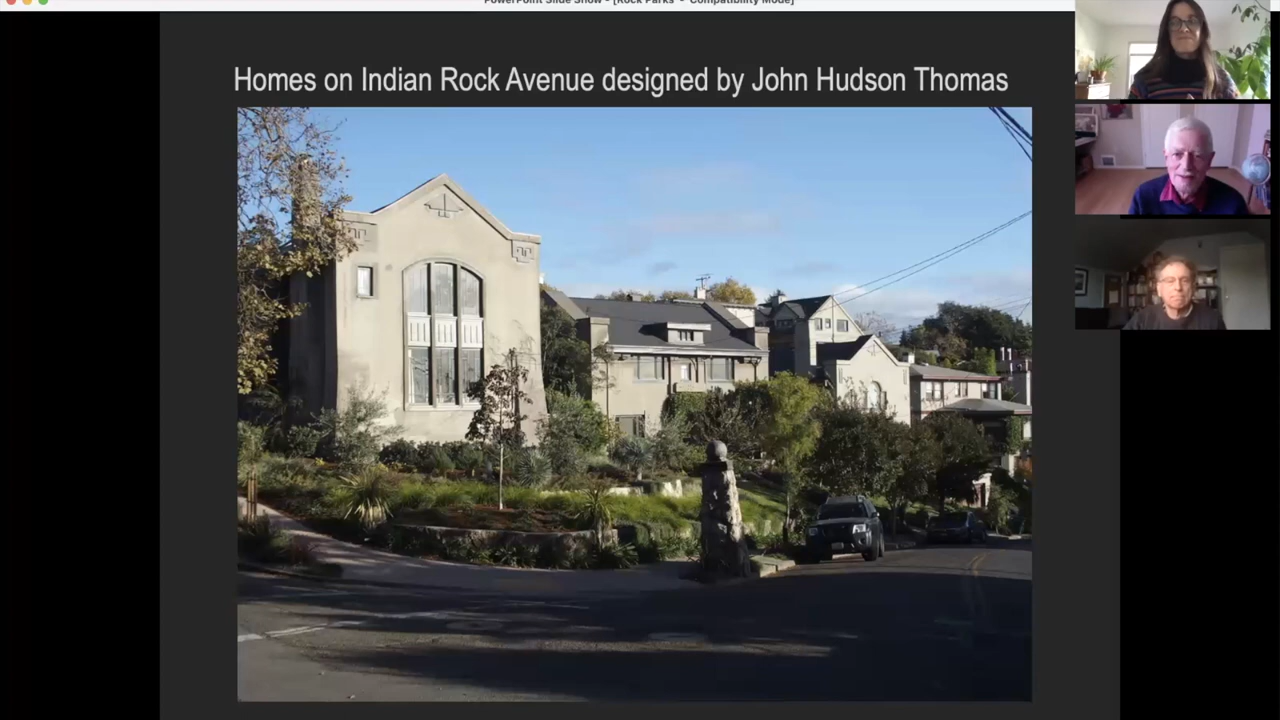 PowerPoint Slide Show - [Rock Parks - Compatibility Mode]
Homes on Indian Rock Avenue designed by John Hudson Thomas